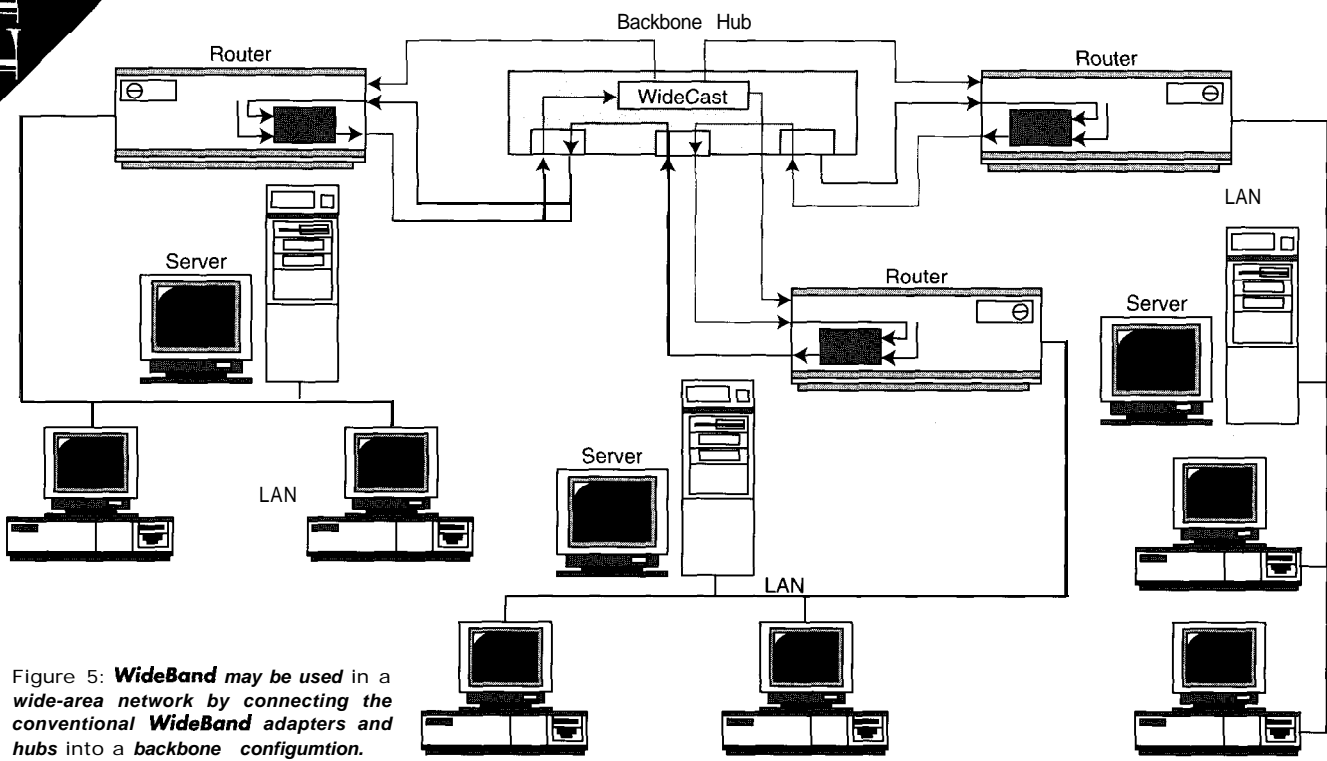 Backbone Hub
Router
Router
WideCast
LAN
Server
Router
Server
Server
LAN
LAN
Figure 5: WideBand may be used in a
wide-area network by connecting the
conventional WideBand adapters and
hubs into a backbone configumtion.